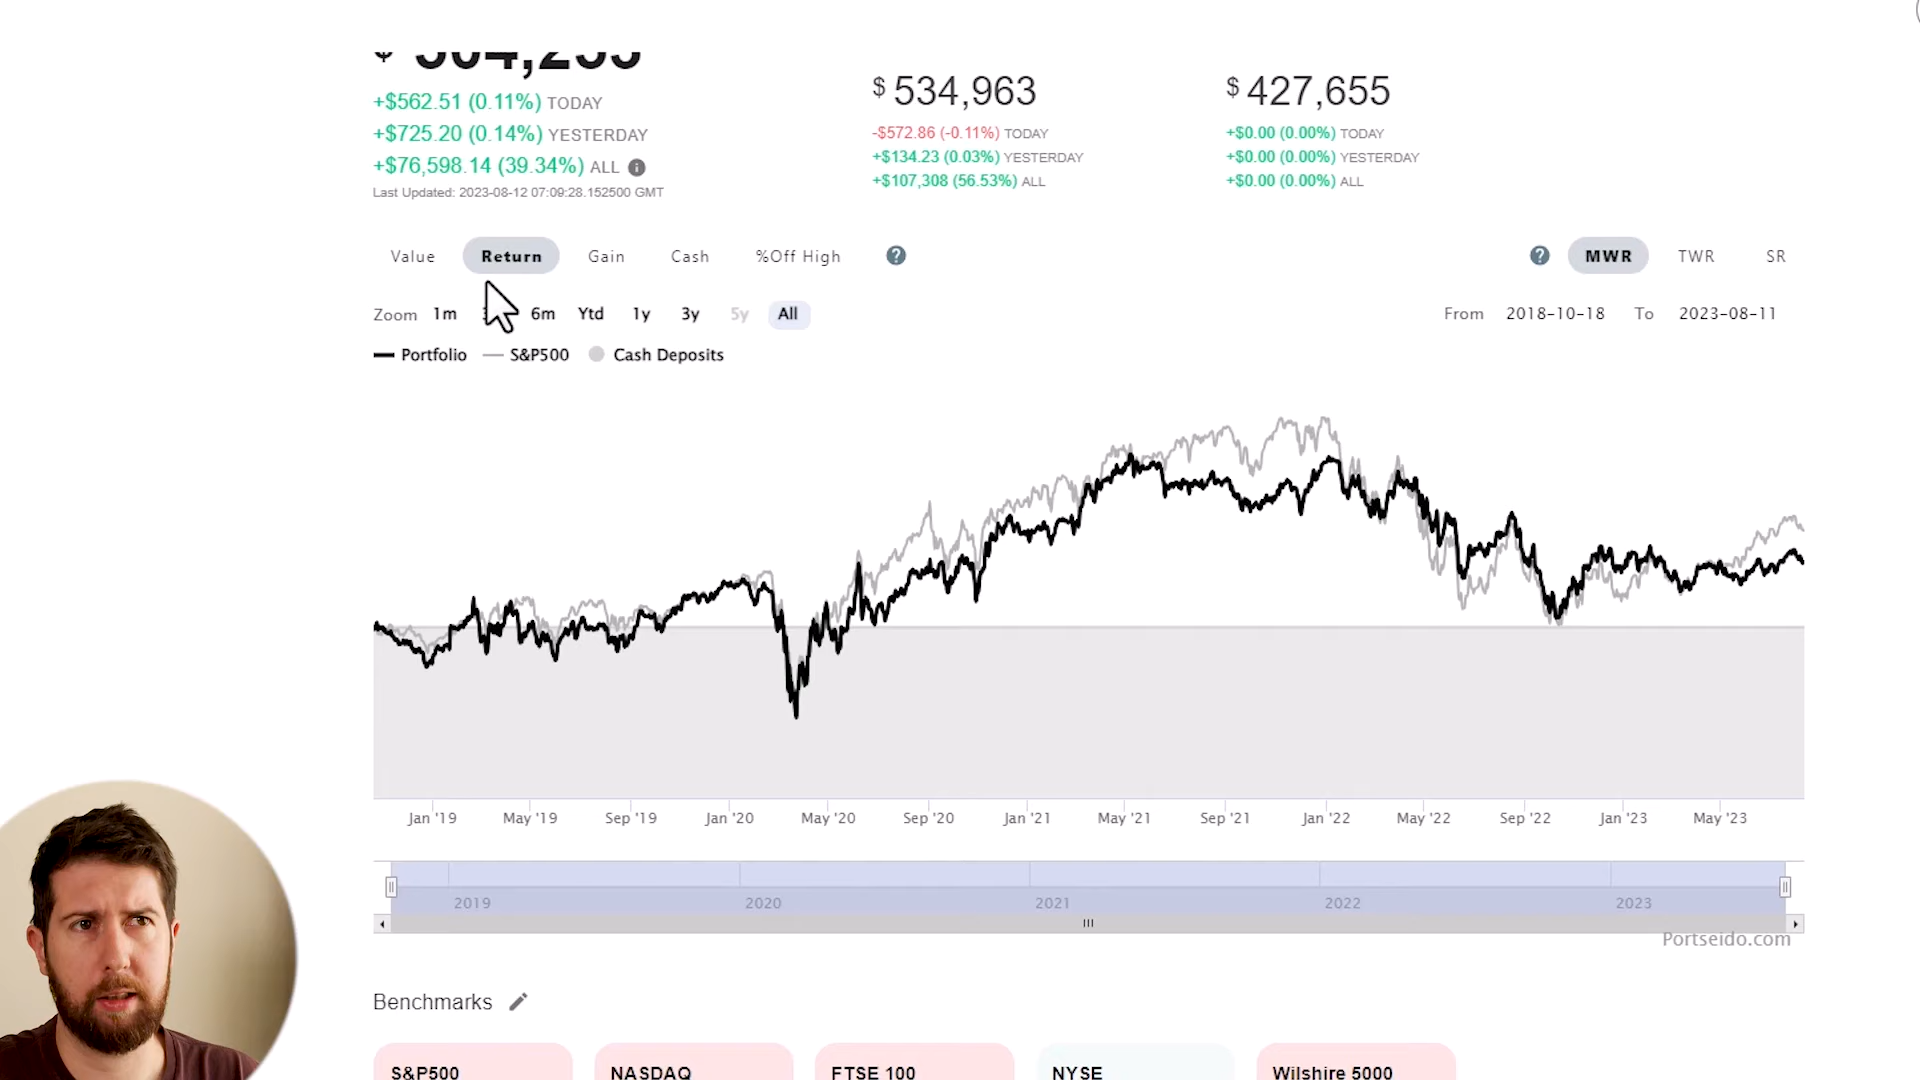 $ 504,253
$ 534,963
$ 427,655
+$562.51 (0.11%) TODAY
+$725.20 (0.14%) YESTERDAY
+$76,598.14 (39.34%) ALL
Last Updated: 2023-08-12 07:09:28.152500 GMT
-$572.86 (-0.11%) TODAY
+$134.23 (0.03%) YESTERDAY
+$107,308 (56.53%) ALL
+$0.00 (0.00%) TODAY
+$0.00 (0.00%) YESTERDAY
+$0.00 (0.00%) ALL
Value Return Gain Cash %Off High ?
? MWR TWR SR
Zoom 1m 6m Ytd 1y 3y 5y All
From 2018-10-18 To 2023-08-11
Portfolio S&P500 Cash Deposits
Jan '19 May '19 Sep '19 Jan '20 May '20 Sep '20 Jan '21 May '21 Sep '21 Jan '22 May '22 Sep '22 Jan '23 May '23
2019 2020 2021 2022 2023
Portseido.com
Benchmarks
S&P500 NASDAQ FTSE 100 NYSE Wilshire 5000